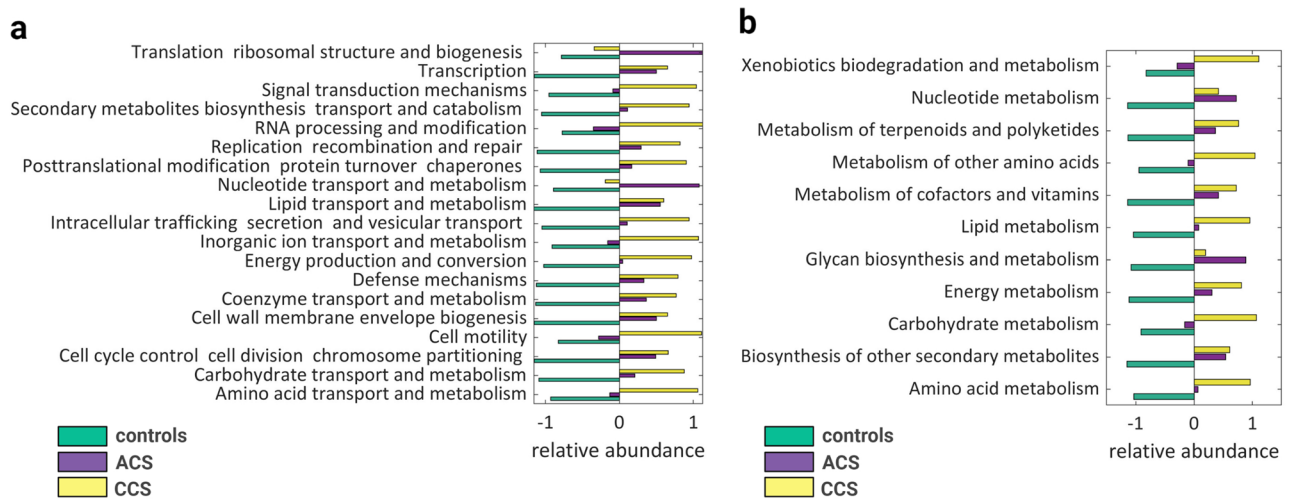 a
Translation ribosomal structure and biogenesis
Transcription
Signal transduction mechanisms
Secondary metabolites biosynthesis transport and catabolism
RNA processing and modification
Replication recombination and repair
Posttranslational modification protein turnover chaperones
Nucleotide transport and metabolism
Lipid transport and metabolism
Intracellular trafficking secretion and vesicular transport
Inorganic ion transport and metabolism
Energy production and conversion
Defense mechanisms
Coenzyme transport and metabolism
Cell wall membrane envelope biogenesis
Cell motility
Cell cycle control cell division chromosome partitioning
Carbohydrate transport and metabolism
Amino acid transport and metabolism
-1 0 1
relative abundance
controls
ACS
CCS
b
Xenobiotics biodegradation and metabolism
Nucleotide metabolism
Metabolism of terpenoids and polyketides
Metabolism of other amino acids
Metabolism of cofactors and vitamins
Lipid metabolism
Glycan biosynthesis and metabolism
Energy metabolism
Carbohydrate metabolism
Biosynthesis of other secondary metabolites
Amino acid metabolism
-1 0 1
relative abundance
controls
ACS
CCS